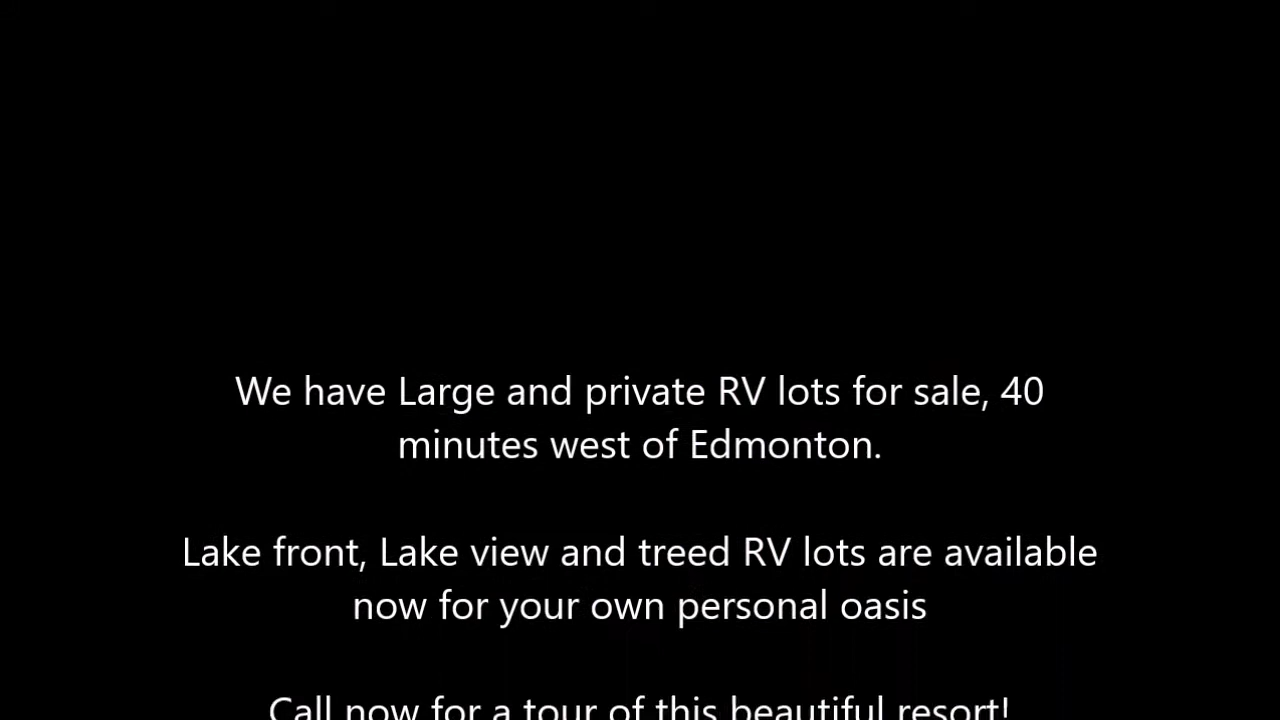 We have Large and private RV lots for sale, 40
minutes west of Edmonton.
Lake front, Lake view and treed RV lots are available
now for your own personal oasis
Call now for a tour of this beautiful resort!